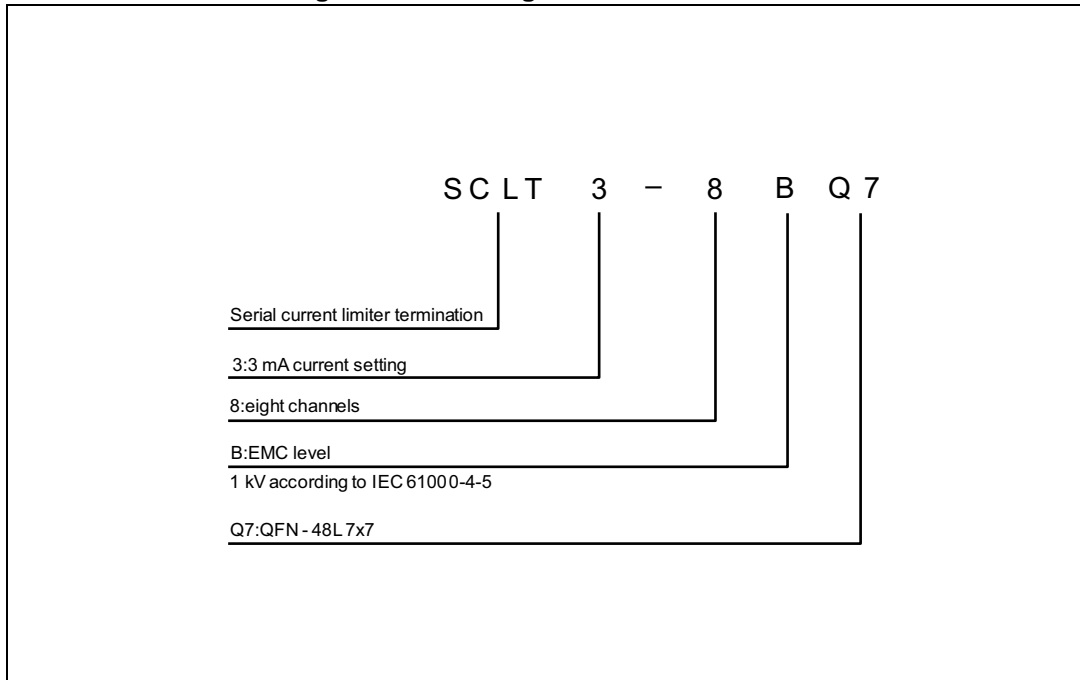 SCLT 3 – 8 B Q7
Serial current limiter termination
3:3 mA current setting
8:eight channels
B:EMC level
1 kV according to IEC 61000-4-5
Q7:QFN - 48L 7x7